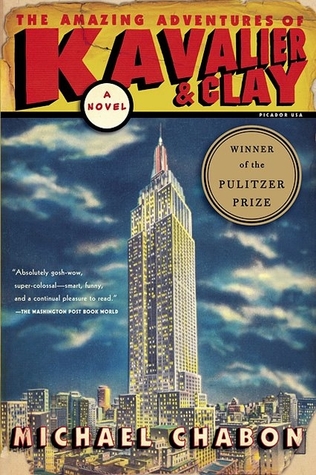 THE AMAZING ADVENTURES OF
KAVALIER
& CLAY
A
NOVEL
PICADOR USA
WINNER
of the
PULITZER
PRIZE
"Absolutely gosh-wow,
super-colossal—smart, funny,
and a continual pleasure to read."
—THE WASHINGTON POST BOOK WORLD
MICHAEL CHABON